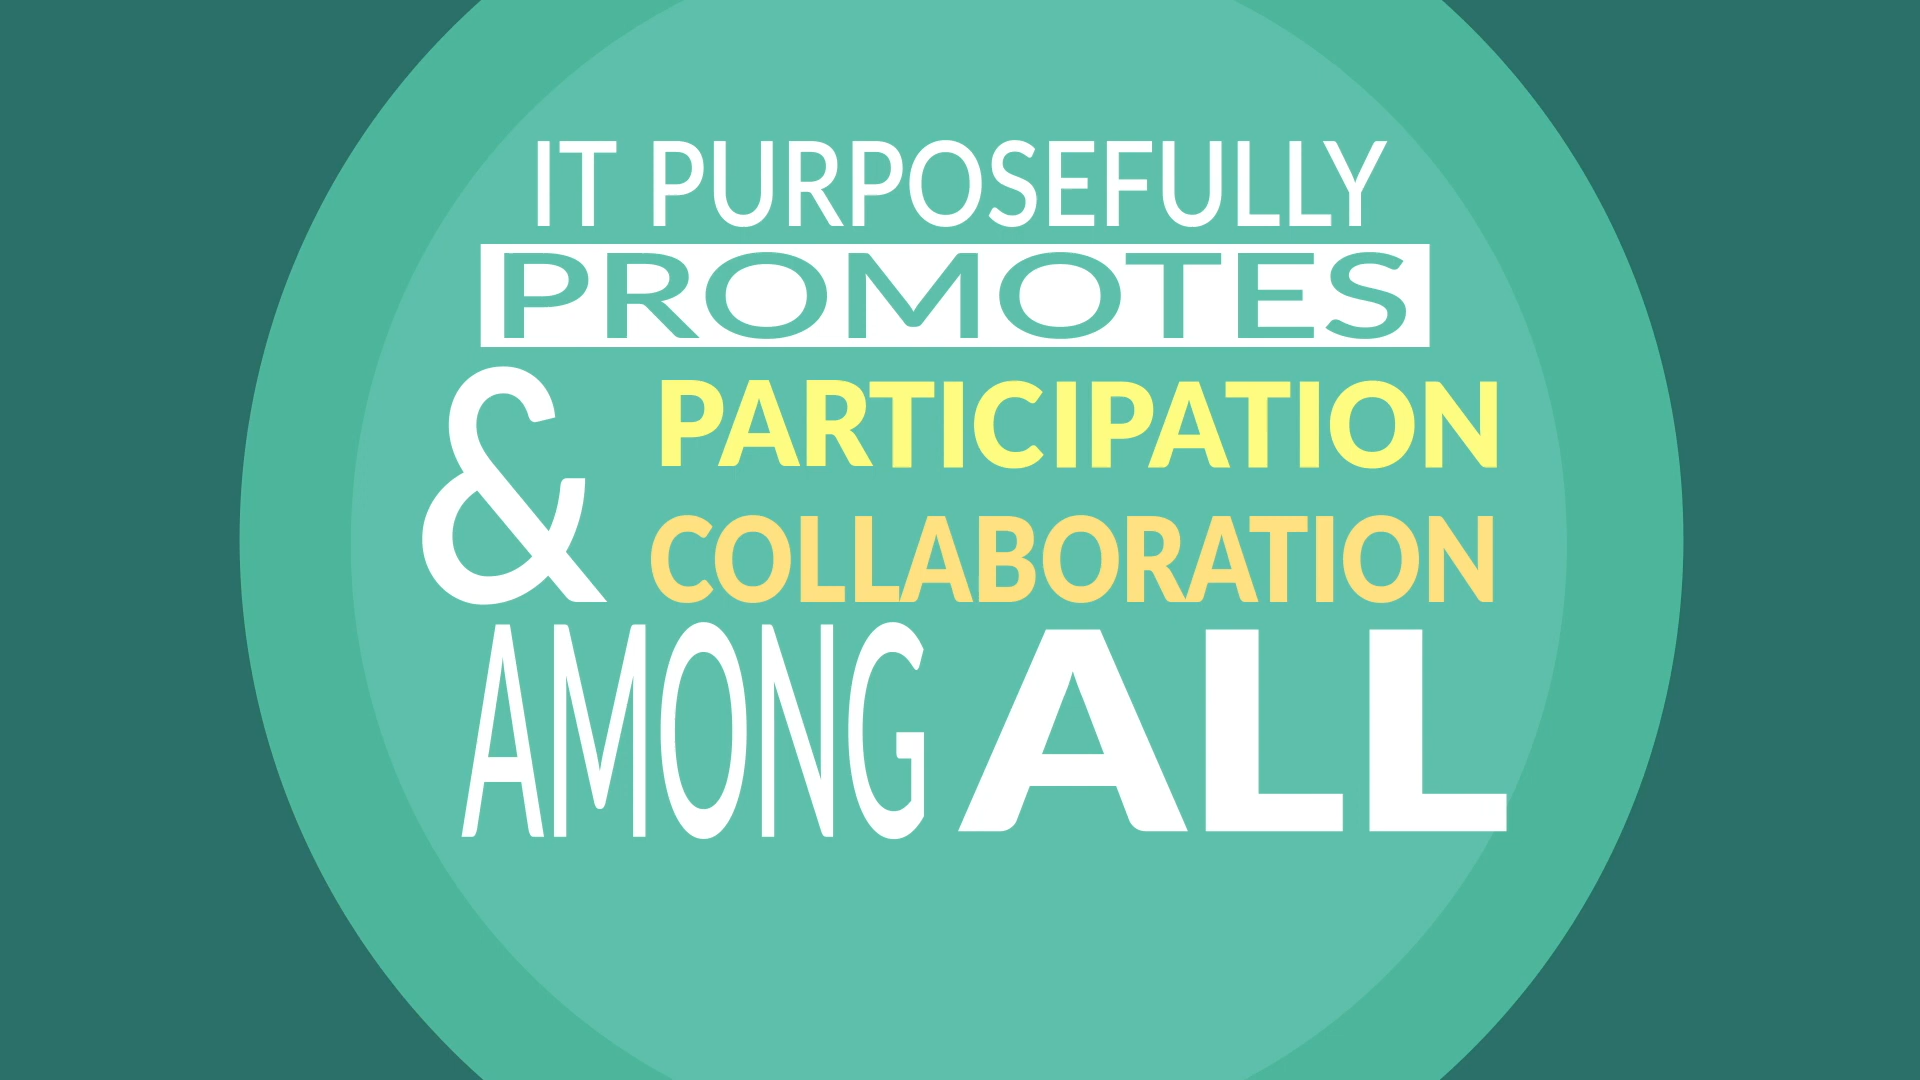 IT PURPOSEFULLY
PROMOTES
& PARTICIPATION
COLLABORATION
AMONG ALL